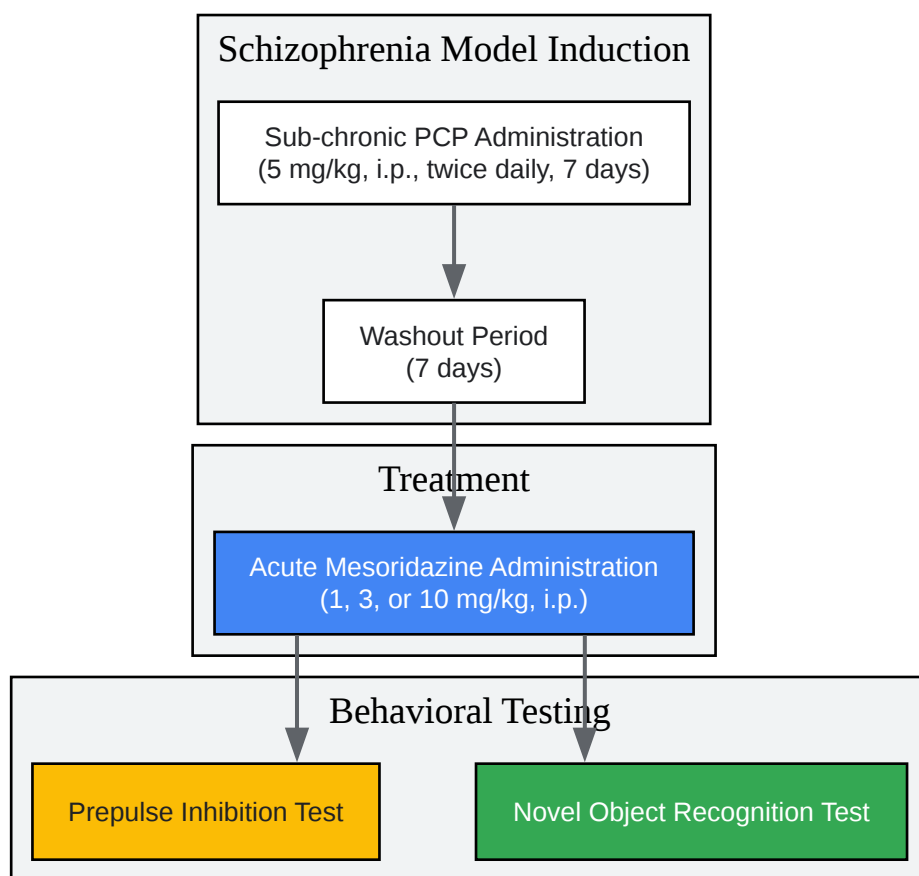 Schizophrenia Model Induction
Sub-chronic PCP Administration
(5 mg/kg, i.p., twice daily, 7 days)
Washout Period
(7 days)
Treatment
Acute Mesoridazine Administration
(1, 3, or 10 mg/kg, i.p.)
Behavioral Testing
Prepulse Inhibition Test
Novel Object Recognition Test